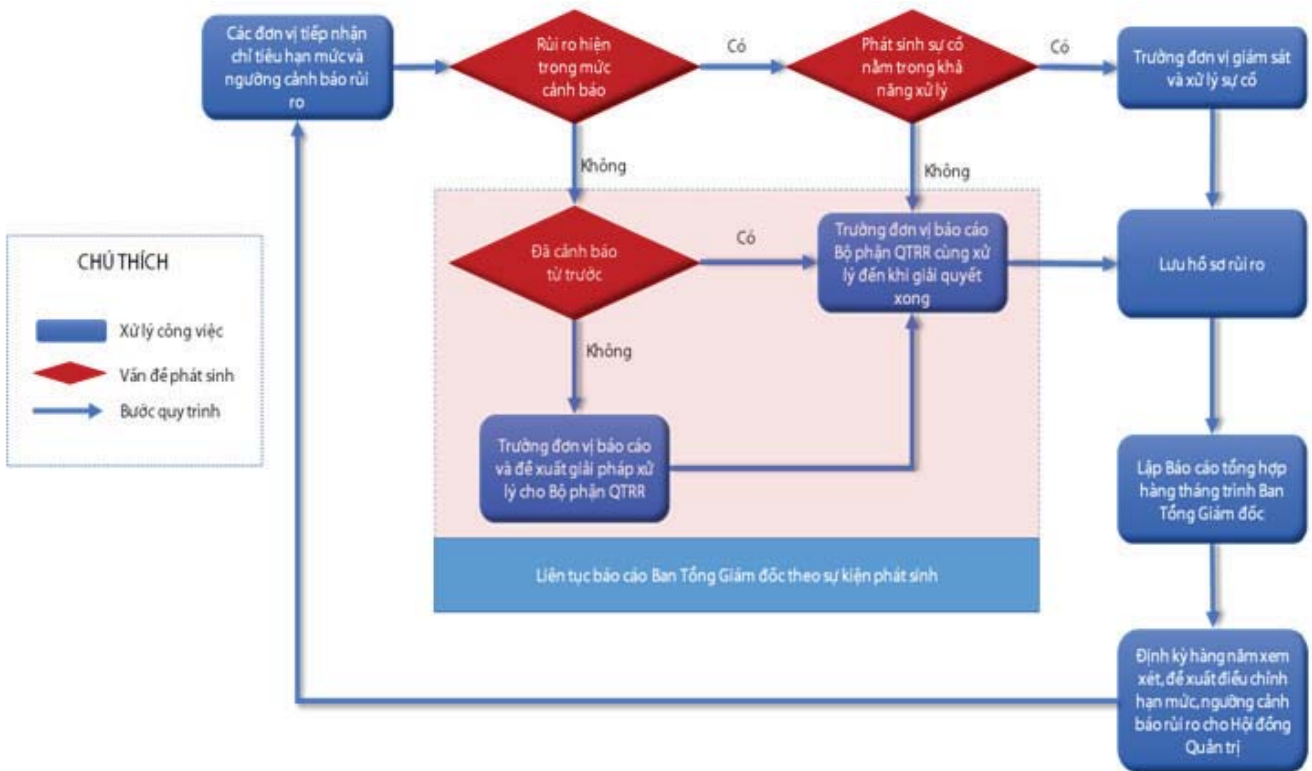 Các đơn vị tiếp nhận
chỉ tiêu hạn mức và
ngưỡng cảnh báo rủi
ro
Rủi ro hiện
trong mức
cảnh báo
Có
Phát sinh sự cố
nằm trong khả
năng xử lý
Có
Trưởng đơn vị giám sát
và xử lý sự cố
Không
Không
CHÚ THÍCH
Xử lý công việc
Vấn đề phát sinh
Bước quy trình
Đã cảnh báo
từ trước
Có
Trưởng đơn vị báo cáo
Bộ phận QTRR cùng xử
lý đến khi giải quyết
xong
Lưu hồ sơ rủi ro
Không
Trưởng đơn vị báo cáo
và đề xuất giải pháp xử
lý cho Bộ phận QTRR
Lập Báo cáo tổng hợp
hàng tháng trình Ban
Tổng Giám đốc
Liên tục báo cáo Ban Tổng Giám đốc theo sự kiện phát sinh
Định kỳ hàng năm xem
xét, đề xuất điều chỉnh
hạn mức, ngưỡng cảnh
báo rủi ro cho Hội đồng
Quản trị